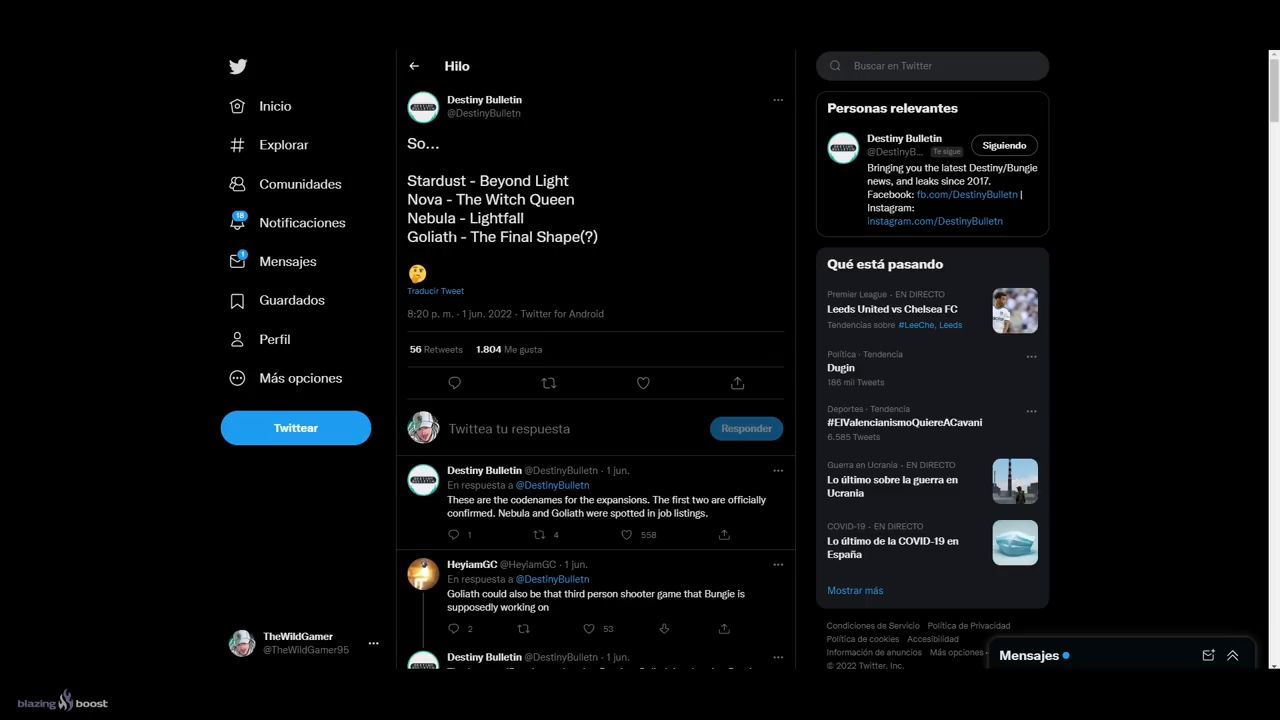 Inicio
Explorar
Comunidades
18
Notificaciones
1
Mensajes
Guardados
Perfil
Más opciones
Twittear
TheWildGamer
@TheWildGamer95
Hilo
Destiny Bulletin
@DestinyBulletn
So...
Stardust - Beyond Light
Nova - The Witch Queen
Nebula - Lightfall
Goliath - The Final Shape(?)
Traducir Tweet
8:20 p. m. · 1 jun. 2022 · Twitter for Android
56 Retweets 1.804 Me gusta
Twittea tu respuesta
Responder
Destiny Bulletin @DestinyBulletn · 1 jun.
En respuesta a @DestinyBulletn
These are the codenames for the expansions. The first two are officially
confirmed. Nebula and Goliath were spotted in job listings.
1 4 558
HeyiamGC @HeyiamGC · 1 jun.
En respuesta a @DestinyBulletn
Goliath could also be that third person shooter game that Bungie is
supposedly working on
2 53
Destiny Bulletin @DestinyBulletn · 1 jun.
Buscar en Twitter
Personas relevantes
Destiny Bulletin
@DestinyB... Te sigue
Siguiendo
Bringing you the latest Destiny/Bungie
news, and leaks since 2017.
Facebook: fb.com/DestinyBulletn |
Instagram:
instagram.com/DestinyBulletn
Qué está pasando
Premier League · EN DIRECTO
Leeds United vs Chelsea FC
Tendencias sobre #LeeChe, Leeds
Política · Tendencia
Dugin
186 mil Tweets
Deportes · Tendencia
#ElValencianismoQuiereACavani
6.585 Tweets
Guerra en Ucrania · EN DIRECTO
Lo último sobre la guerra en
Ucrania
COVID-19 · EN DIRECTO
Lo último de la COVID-19 en
España
Mostrar más
Condiciones de Servicio Política de Privacidad
Política de cookies Accesibilidad
Información de anuncios Más opciones
© 2022 Twitter, Inc.
Mensajes
blazing boost